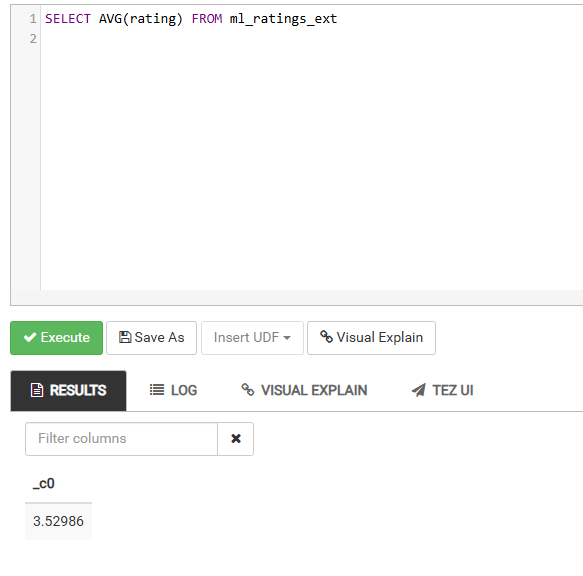 1 SELECT AVG(rating) FROM ml_ratings_ext
2
Execute Save As Insert UDF Visual Explain
RESULTS LOG VISUAL EXPLAIN TEZ UI
Filter columns
_c0
3.52986